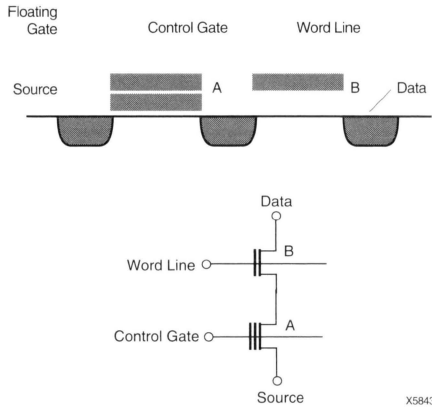 Floating
Gate
Control Gate
Word Line
Source
A
B
Data
Data
B
Word Line
A
Control Gate
Source
X5843